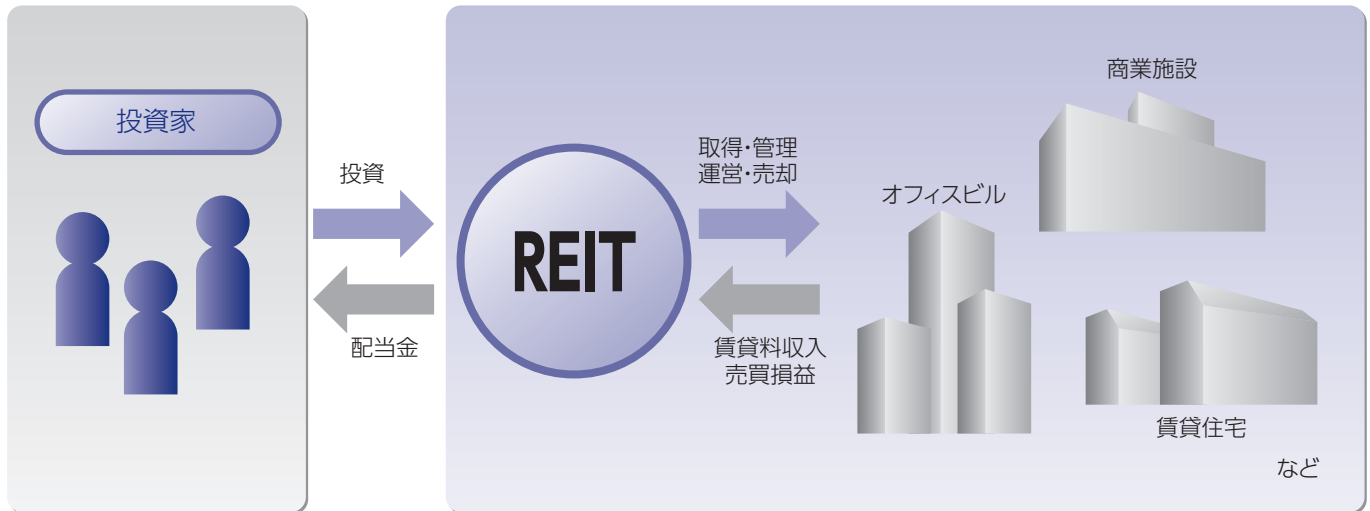 投資家
投資
配当金
REIT
取得・管理
運営・売却
賃貸料収入
売買損益
商業施設
オフィスビル
賃貸住宅
など